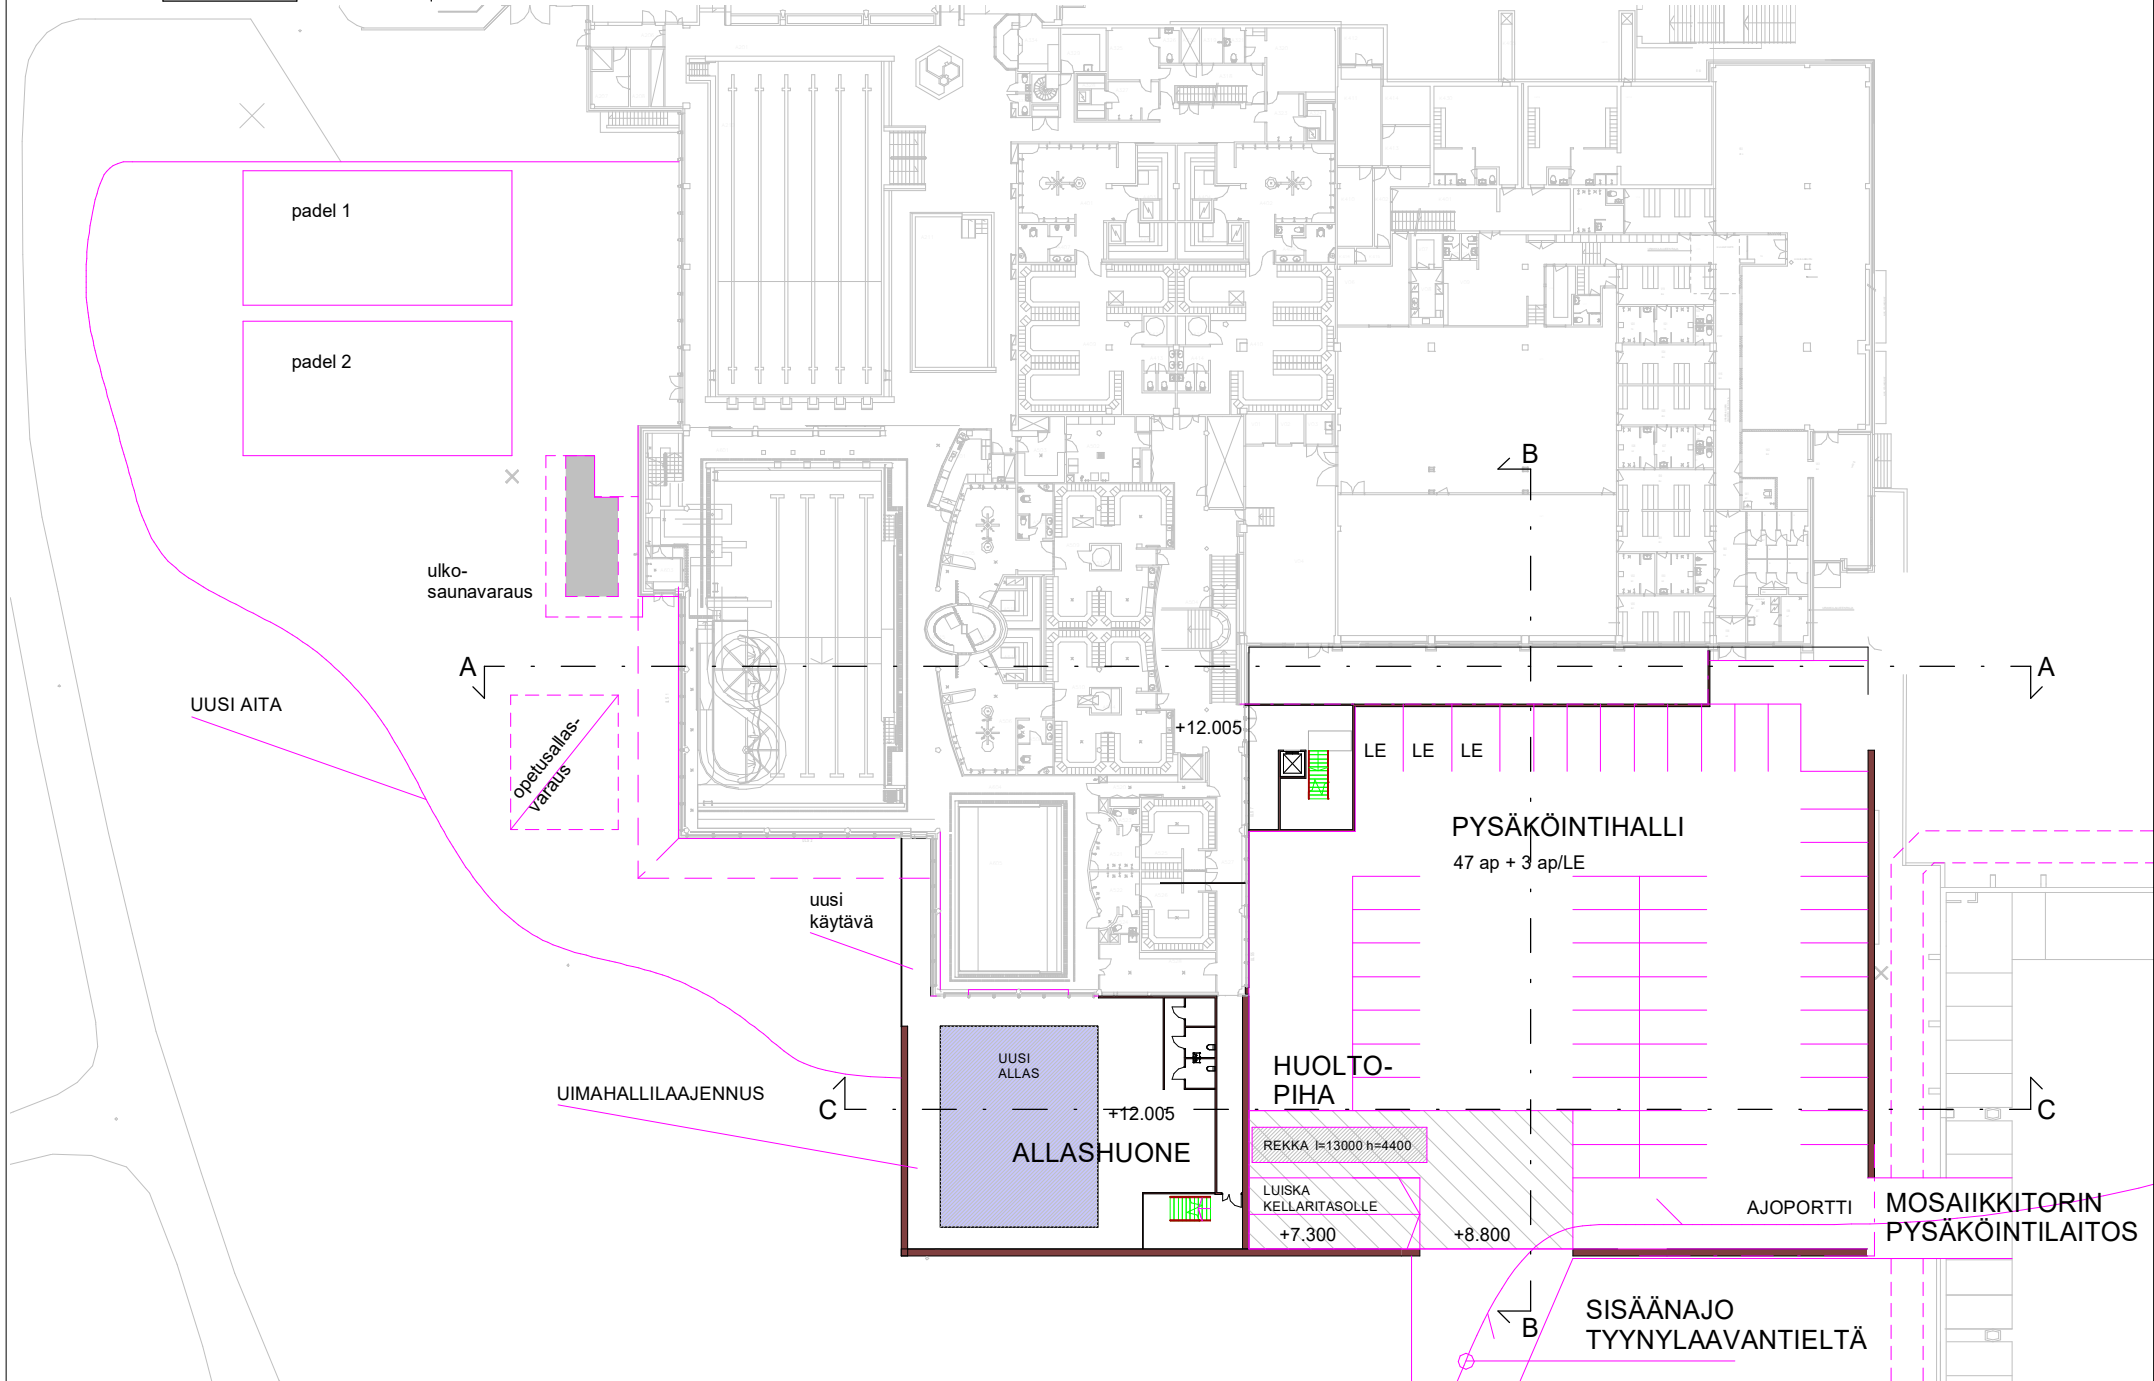 padel 1
padel 2
B
ulko-
saunavaraus
A
A
UUSI AITA
opetusallas-
varaus
+12.005
LE
LE
LE
PYSÄKÖINTIHALLI
47 ap + 3 ap/LE
uusi
käytävä
UUSI
ALLAS
HUOLTO-
PIHA
UIMAHALLILAAJENNUS
C
C
+12.005
ALLASHUONE
REKKA l=13000 h=4400
LUISKA
KELLARITASOLLE
+7.300
+8.800
AJOPORTTI
MOSAIIKKITORIN
PYSÄKÖINTILAITOS
B
SISÄÄNAJO
TYYNYLAAVANTIELTÄ